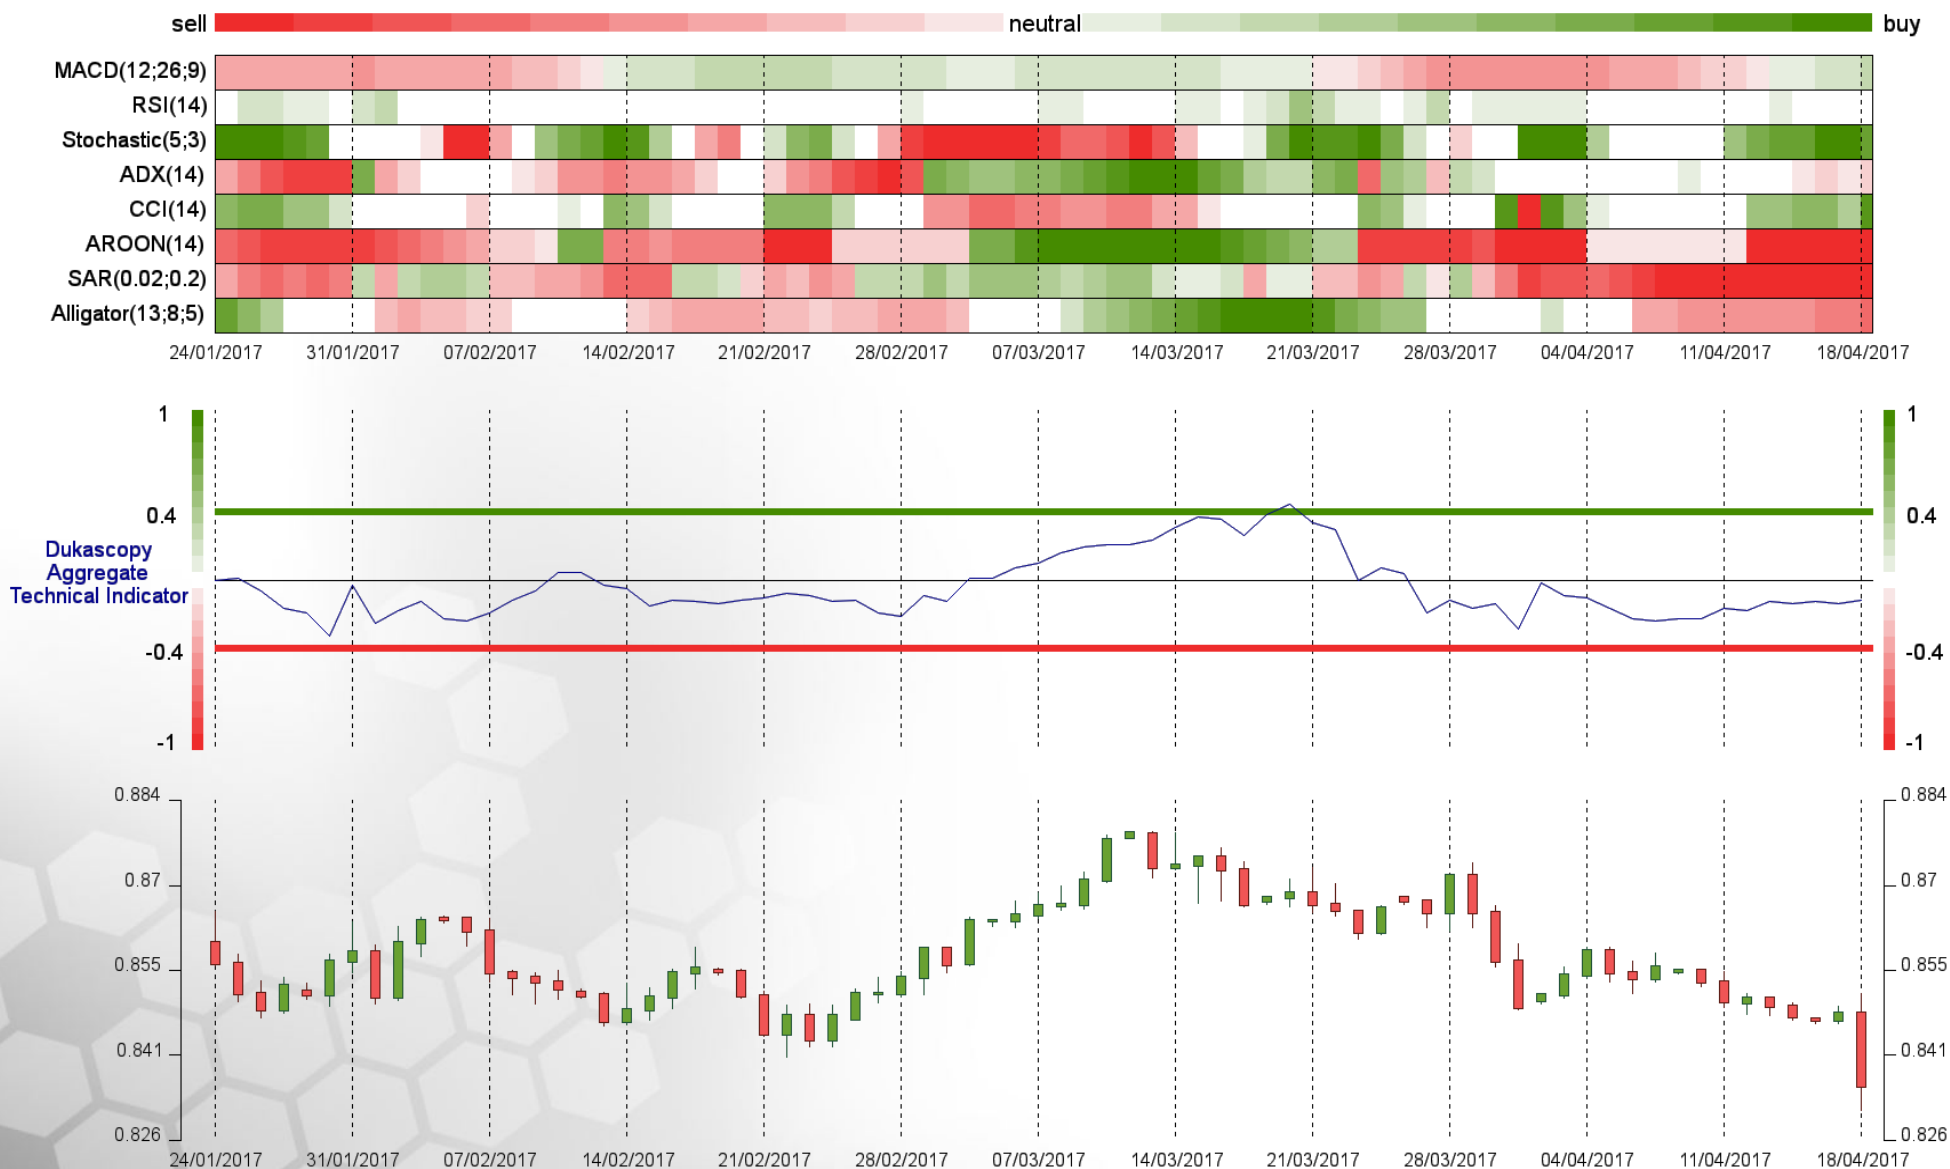 sell neutral buy
MACD(12;26;9)
RSI(14)
Stochastic(5;3)
ADX(14)
CCI(14)
AROON(14)
SAR(0.02;0.2)
Alligator(13;8;5)
24/01/2017 31/01/2017 07/02/2017 14/02/2017 21/02/2017 28/02/2017 07/03/2017 14/03/2017 21/03/2017 28/03/2017 04/04/2017 11/04/2017 18/04/2017
1 1
0.4 0.4
Dukascopy
Aggregate
Technical Indicator
-0.4 -0.4
-1 -1
0.884 0.884
0.87 0.87
0.855 0.855
0.841 0.841
0.826 0.826
24/01/2017 31/01/2017 07/02/2017 14/02/2017 21/02/2017 28/02/2017 07/03/2017 14/03/2017 21/03/2017 28/03/2017 04/04/2017 11/04/2017 18/04/2017